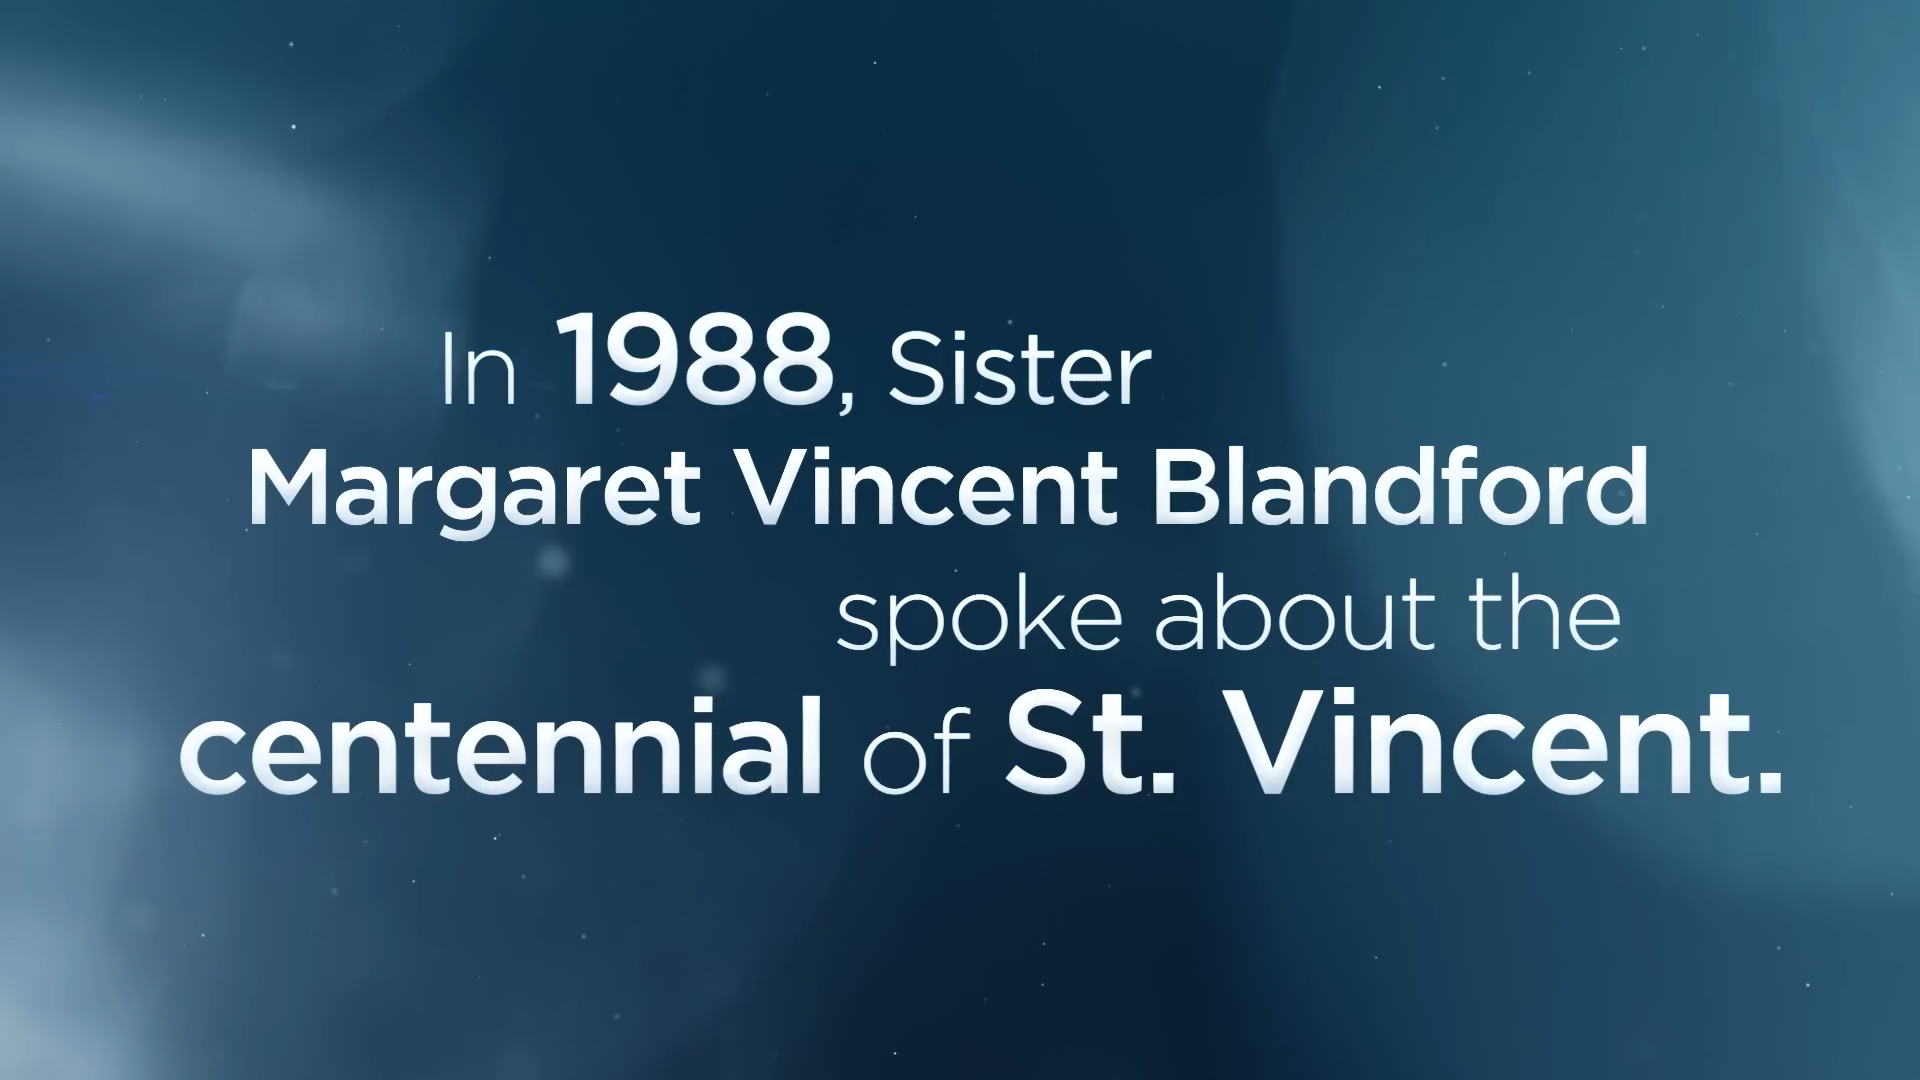 In 1988, Sister
Margaret Vincent Blandford
spoke about the
centennial of St. Vincent.